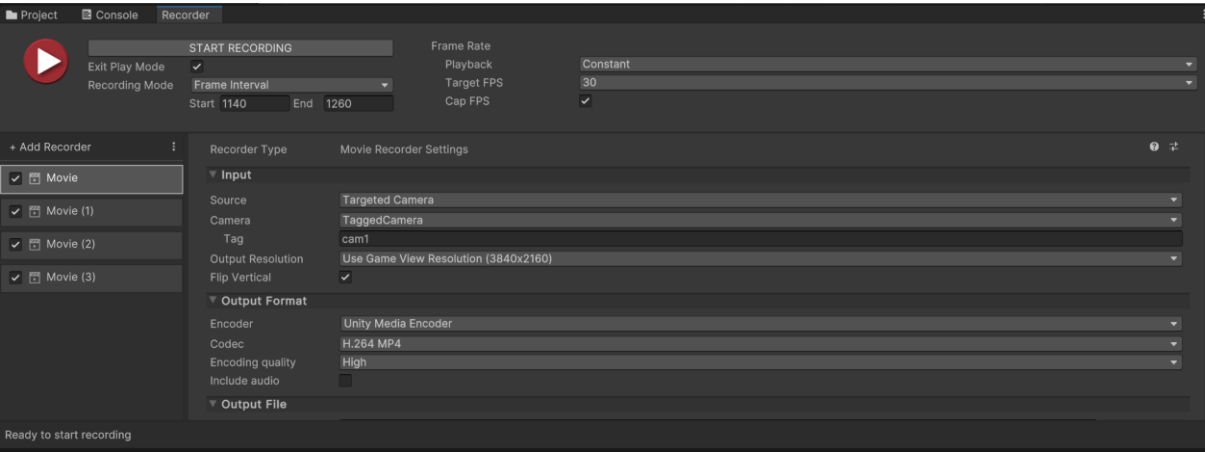 Project Console Recorder
START RECORDING
Exit Play Mode
Recording Mode Frame Interval
Start 1140 End 1260
Frame Rate
Playback Constant
Target FPS 30
Cap FPS
+ Add Recorder
Movie
Movie (1)
Movie (2)
Movie (3)
Recorder Type Movie Recorder Settings
Input
Source Targeted Camera
Camera TaggedCamera
Tag cam1
Output Resolution Use Game View Resolution (3840x2160)
Flip Vertical
Output Format
Encoder Unity Media Encoder
Codec H.264 MP4
Encoding quality High
Include audio
Output File
Ready to start recording